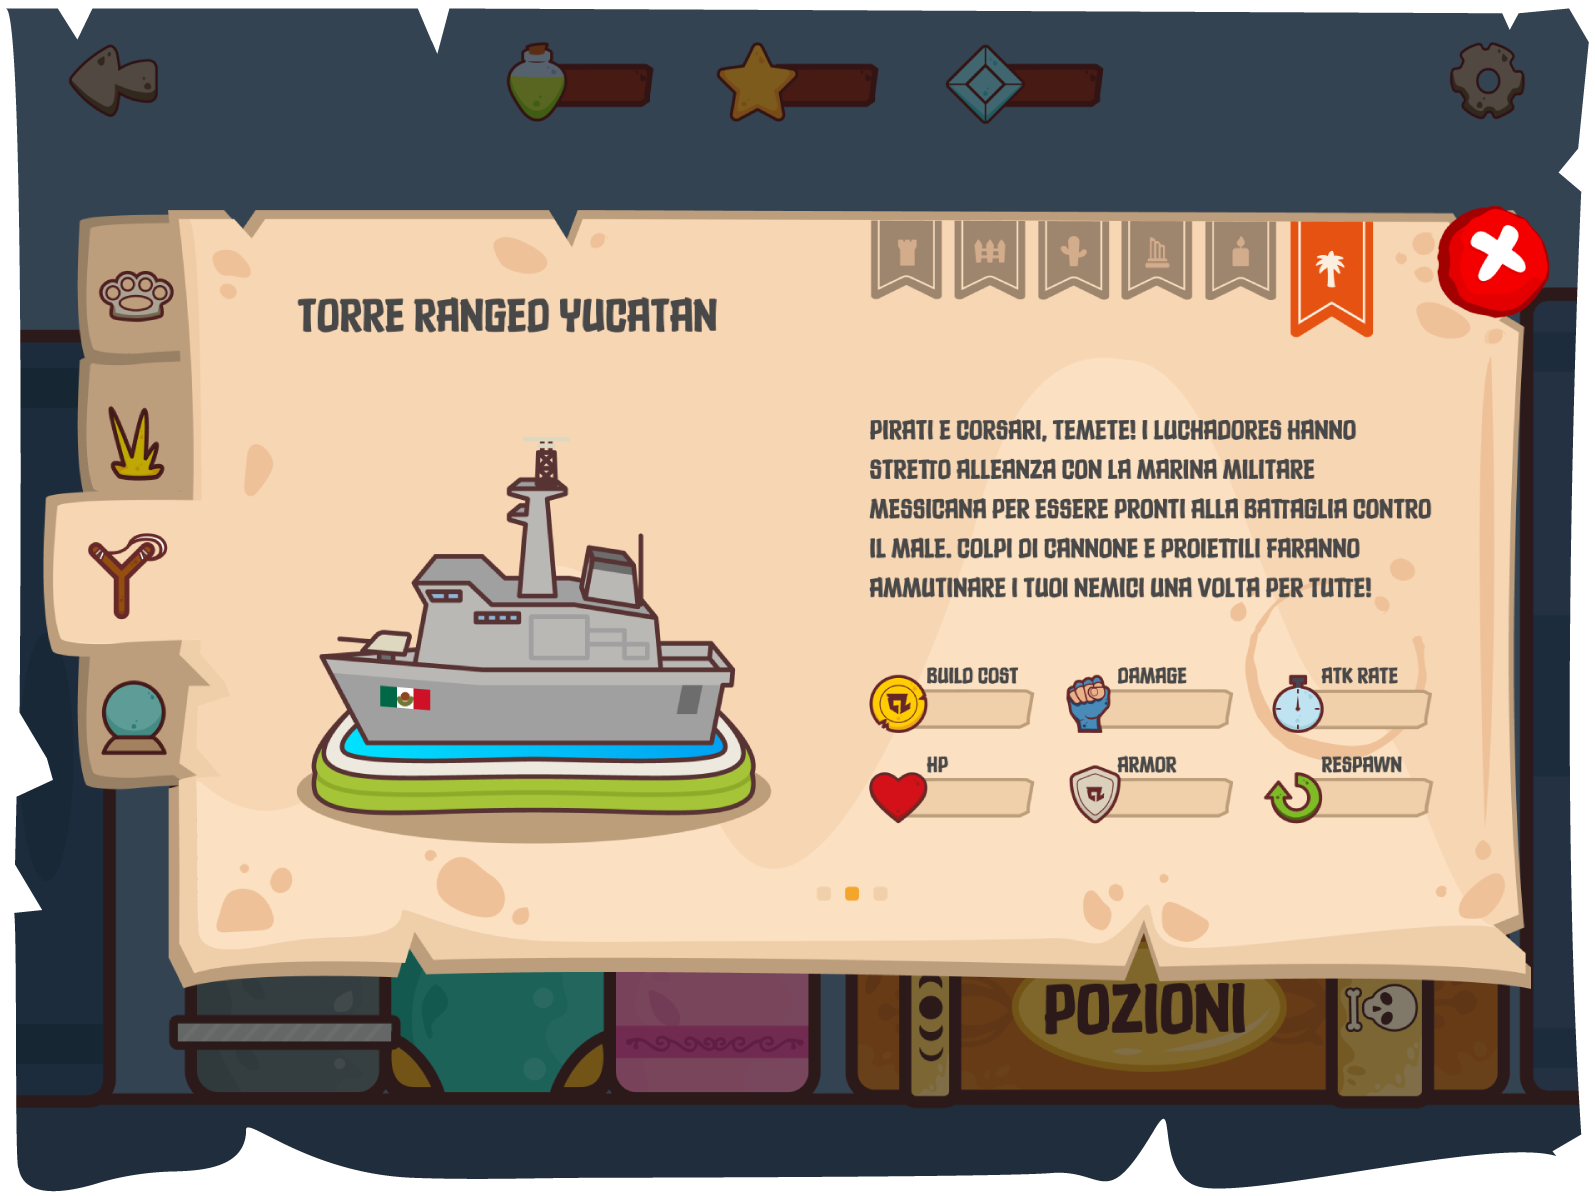 TORRE RANGED YUCATAN
PIRATI E CORSARI, TEMETE! I LUCHADORES HANNO
STRETTO ALLEANZA CON LA MARINA MILITARE
MESSICANA PER ESSERE PRONTI ALLA BATTAGLIA CONTRO
IL MALE. COLPI DI CANNONE E PROIETTILI FARANNO
AMMUTINARE I TUOI NEMICI UNA VOLTA PER TUTTE!
BUILD COST
DAMAGE
ATK RATE
HP
ARMOR
RESPAWN
POZIONI